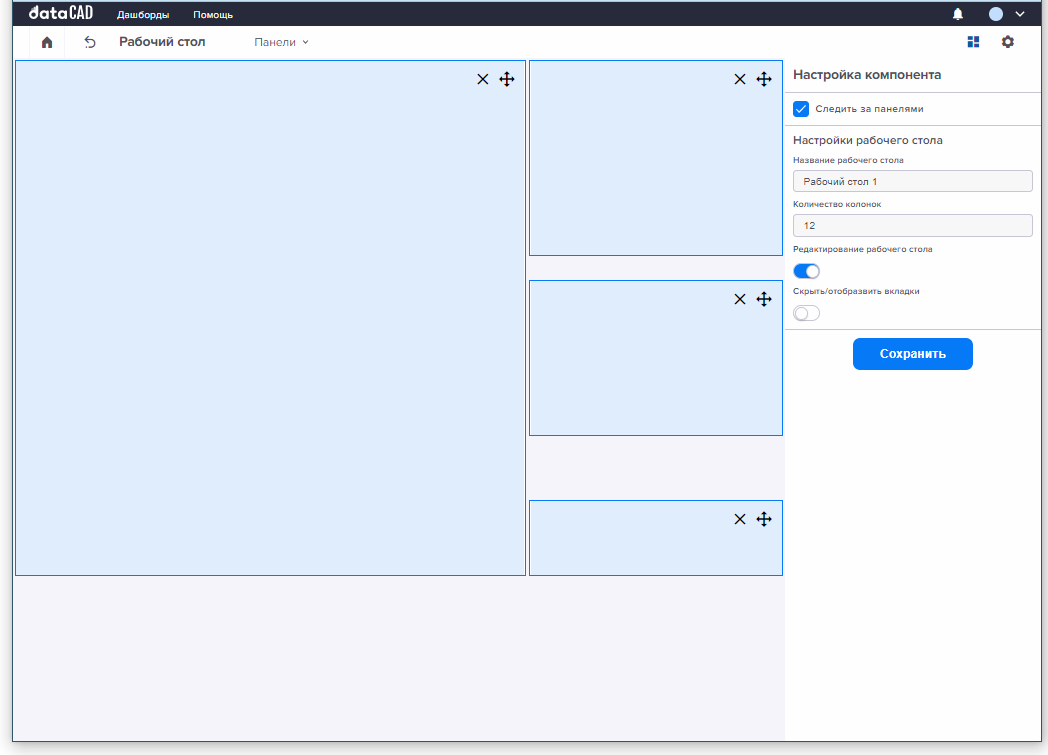 dataCAD Дашборды Помощь
Рабочий стол Панели
Настройка компонента
Следить за панелями
Настройки рабочего стола
Название рабочего стола
Рабочий стол 1
Количество колонок
12
Редактирование рабочего стола
Скрыть/отобразвить вкладки
Сохранить